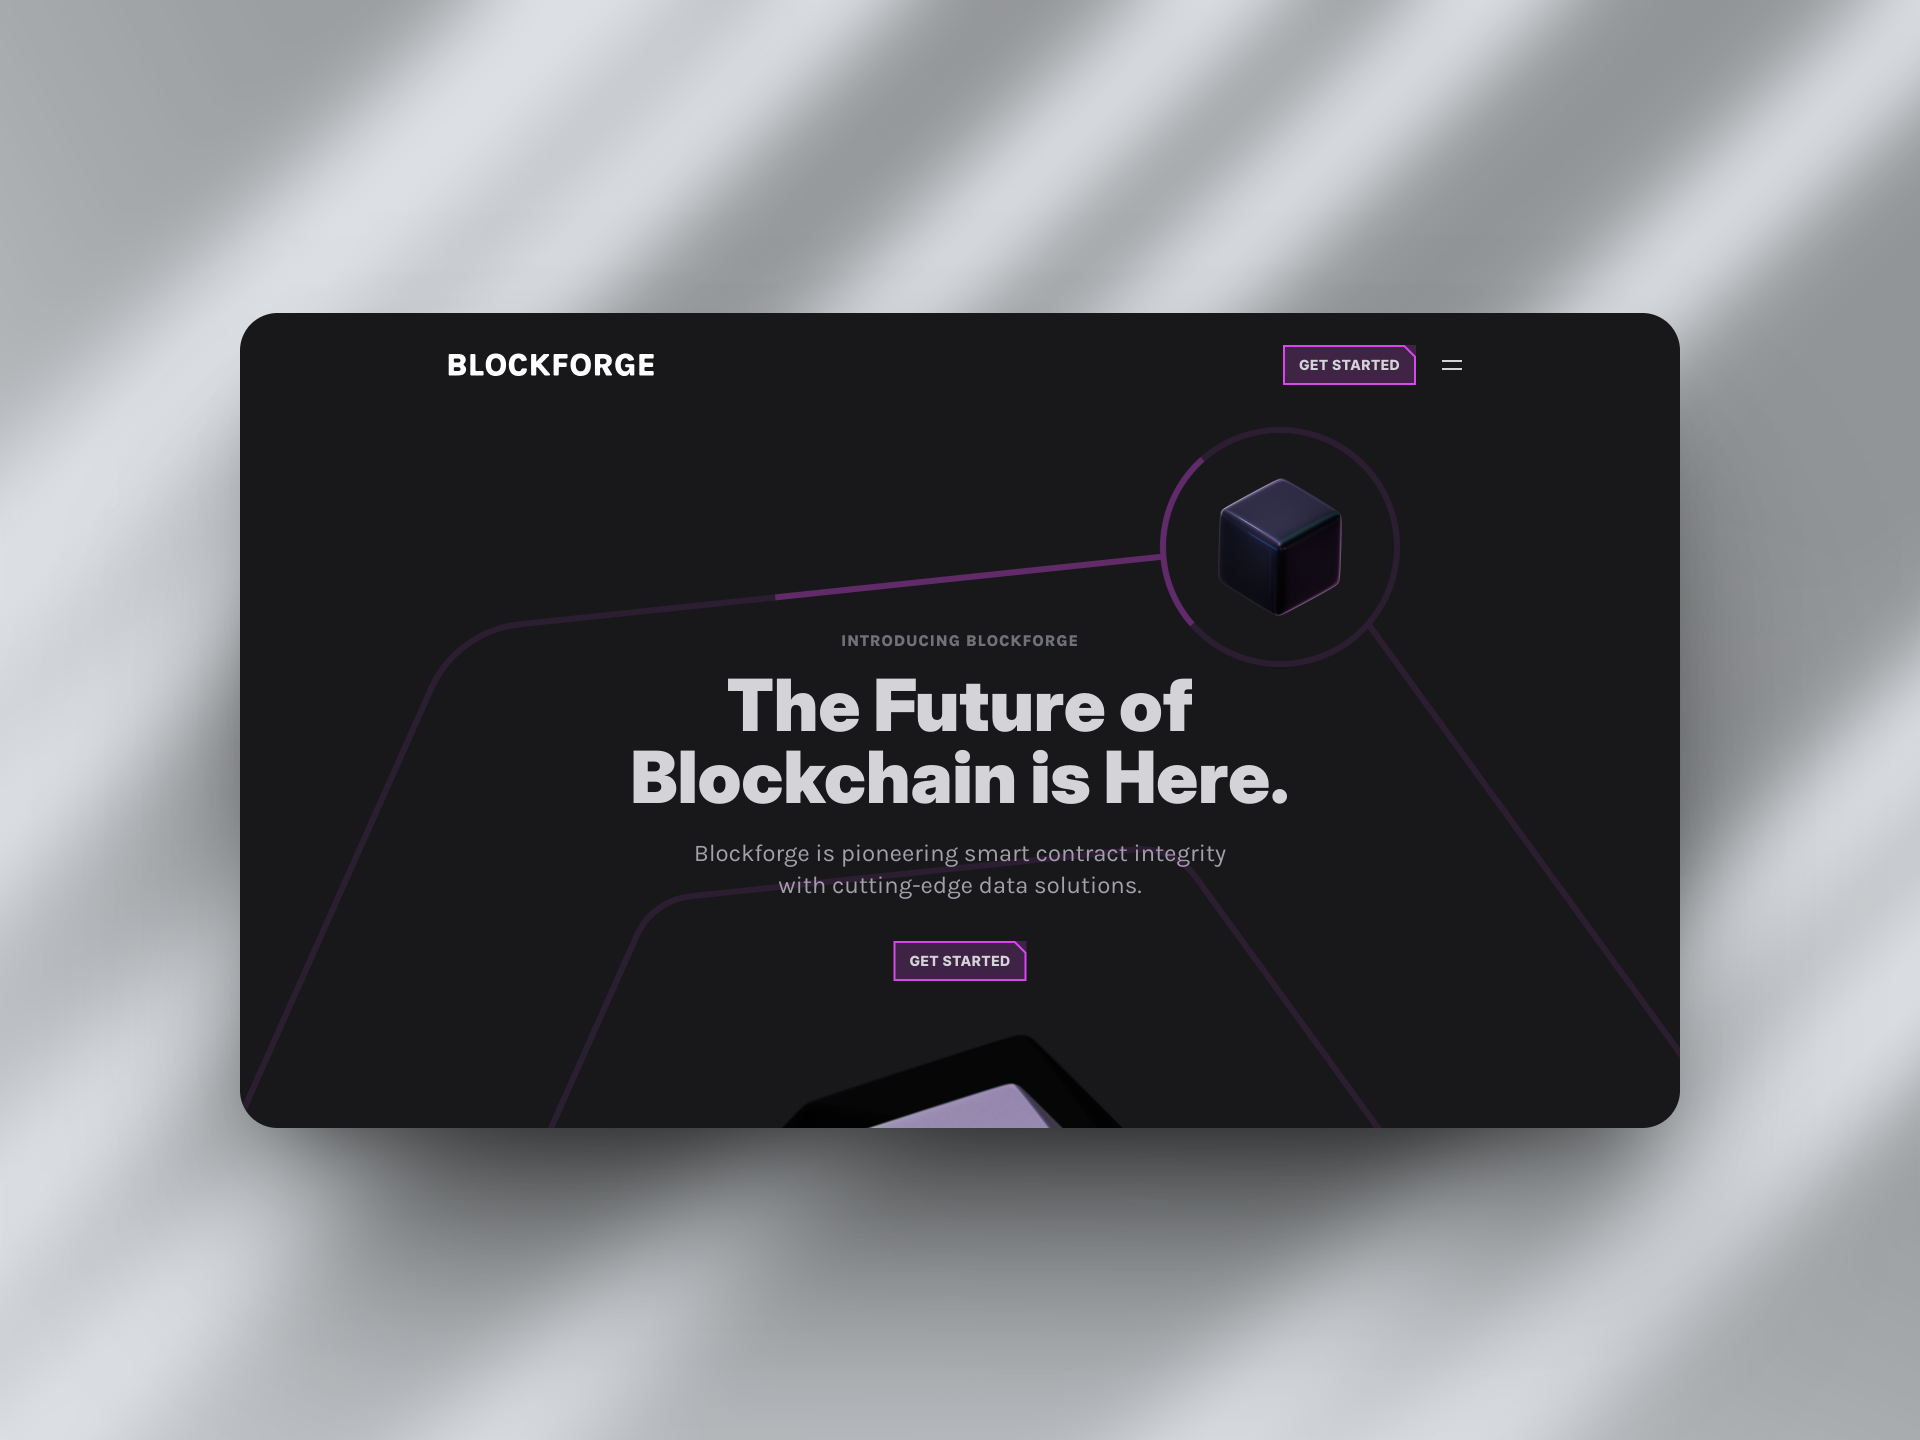 BLOCKFORGE
GET STARTED
INTRODUCING BLOCKFORGE
The Future of
Blockchain is Here.
Blockforge is pioneering smart contract integrity
with cutting-edge data solutions.
GET STARTED